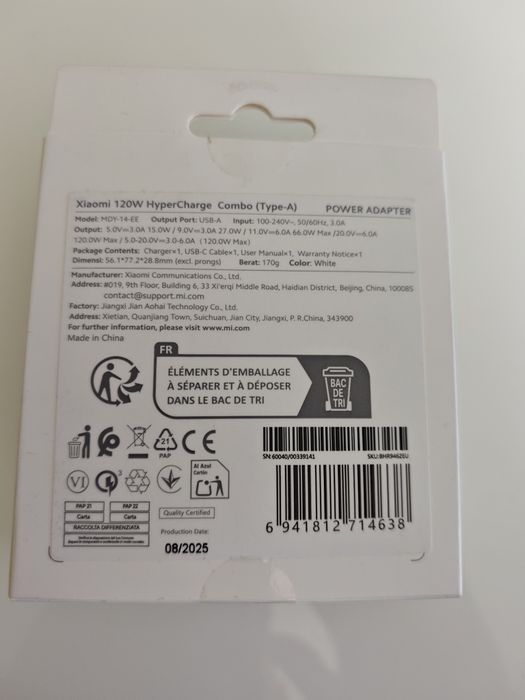 Xiaomi 120W HyperCharge Combo (Type-A) POWER ADAPTER
Model: MDY-14-EE Output Port: USB-A Input: 100-240V~, 50/60Hz, 3.0A
Output: 5.0V⎓3.0A 15.0W / 9.0V⎓3.0A 27.0W / 11.0V⎓6.0A 66.0W Max /20.0V⎓6.0A
120.0W Max / 5.0-20.0V⎓3.0-6.0A (120.0W Max)
Package Contents: Charger×1, USB-C Cable×1, User Manual×1, Warranty Notice×1
Dimensi: 56.1*77.2*28.8mm (excl. prongs) Berat: 170g Color: White
Manufacturer: Xiaomi Communications Co., Ltd.
Address: #019, 9th Floor, Building 6, 33 Xi'erqi Middle Road, Haidian District, Beijing, China, 100085
contact@support.mi.com
Factory: Jiangxi Jian Aohai Technology Co., Ltd.
Address: Xietian, Quanjiang Town, Suichuan, Jian City, Jiangxi, P. R.China, 343900
For further information, please visit www.mi.com
Made in China
FR
ÉLÉMENTS D'EMBALLAGE
À SÉPARER ET À DÉPOSER
DANS LE BAC DE TRI
BAC
DE
TRI
21
PAP
CE
SN:60040/00339141 SKU:BHR9462EU
VI
3
Al Azul
Cartón
PAP 21 PAP 22
Carta Carta
RACCOLTA DIFFERENZIATA
Quality Certified
Production Date:
08/2025
6 941812 714638